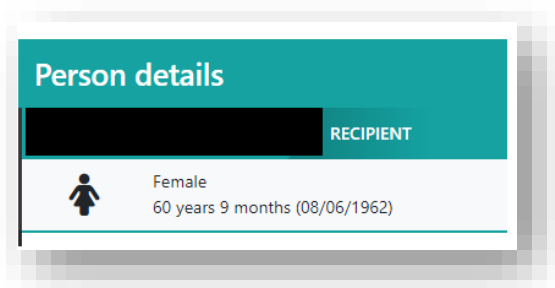 Person details
RECIPIENT
Female
60 years 9 months (08/06/1962)